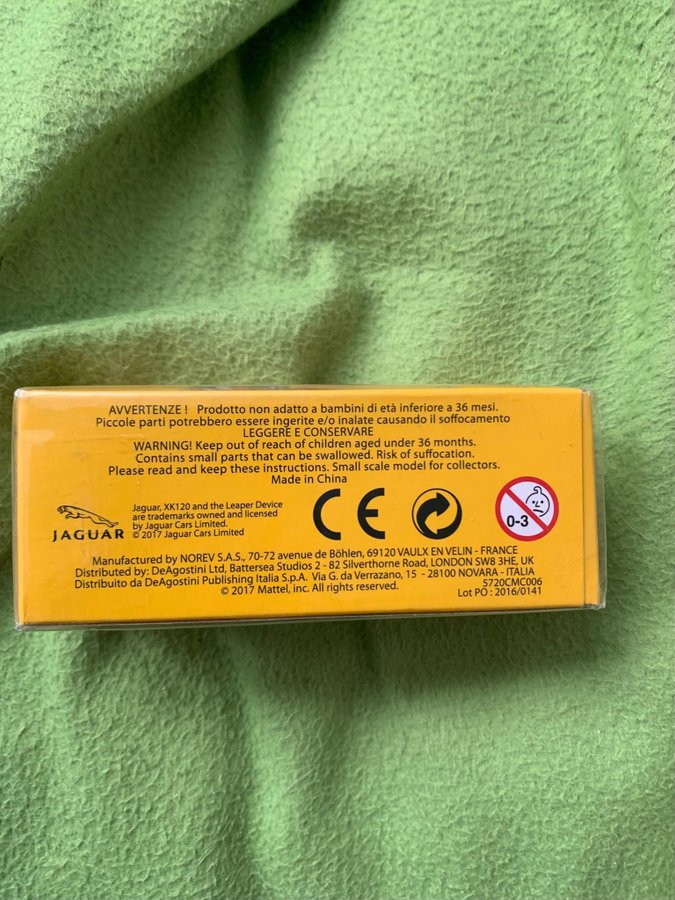 AVVERTENZE ! Prodotto non adatto a bambini di età inferiore a 36 mesi.
Piccole parti potrebbero essere ingerite e/o inalate causando il soffocamento
LEGGERE E CONSERVARE
WARNING! Keep out of reach of children aged under 36 months.
Contains small parts that can be swallowed. Risk of suffocation.
Please read and keep these instructions. Small scale model for collectors.
Made in China
JAGUAR
Jaguar, XK120 and the Leaper Device
are trademarks owned and licensed
by Jaguar Cars Limited.
© 2017 Jaguar Cars Limited
CE
0-3
Manufactured by NOREV S.A.S., 70-72 avenue de Böhlen, 69120 VAULX EN VELIN - FRANCE
Distributed by: DeAgostini Ltd, Battersea Studios 2 - 82 Silverthorne Road, LONDON SW8 3HE, UK
Distribuito da DeAgostini Publishing Italia S.p.A. Via G. da Verrazano, 15 - 28100 NOVARA - ITALIA
© 2017 Mattel, inc. All rights reserved.
5720CMC006
Lot PO : 2016/0141